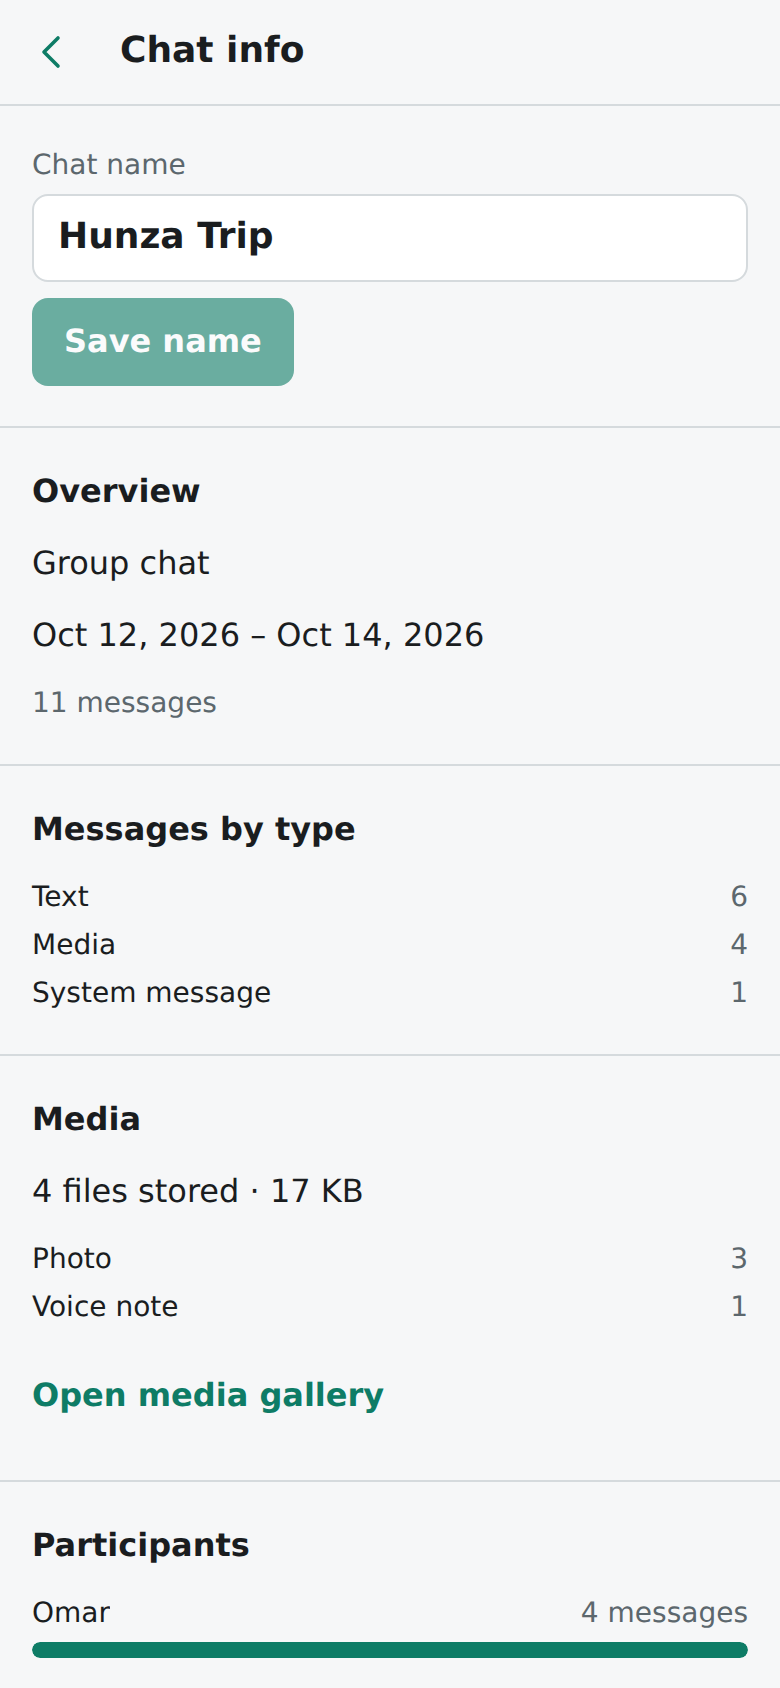 Chat info
Chat name
Hunza Trip
Save name
Overview
Group chat
Oct 12, 2026 – Oct 14, 2026
11 messages
Messages by type
Text 6
Media 4
System message 1
Media
4 files stored · 17 KB
Photo 3
Voice note 1
Open media gallery
Participants
Omar 4 messages